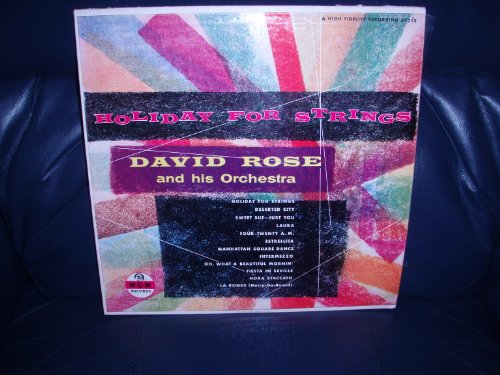 A HIGH FIDELITY RECORDING
HOLIDAY FOR STRINGS
DAVID ROSE
and his Orchestra
HOLIDAY FOR STRINGS
DESERTED CITY
SWEET SUE—JUST YOU
LAURA
FOUR-TWENTY A.M.
ESTRELLITA
MANHATTAN SQUARE DANCE
INTERMEZZO
OH, WHAT A BEAUTIFUL MORNIN'
FIESTA IN SEVILLE
HORA STACCATO
LA RONDE (Merry-Go-Round)
M-G-M
RECORDS